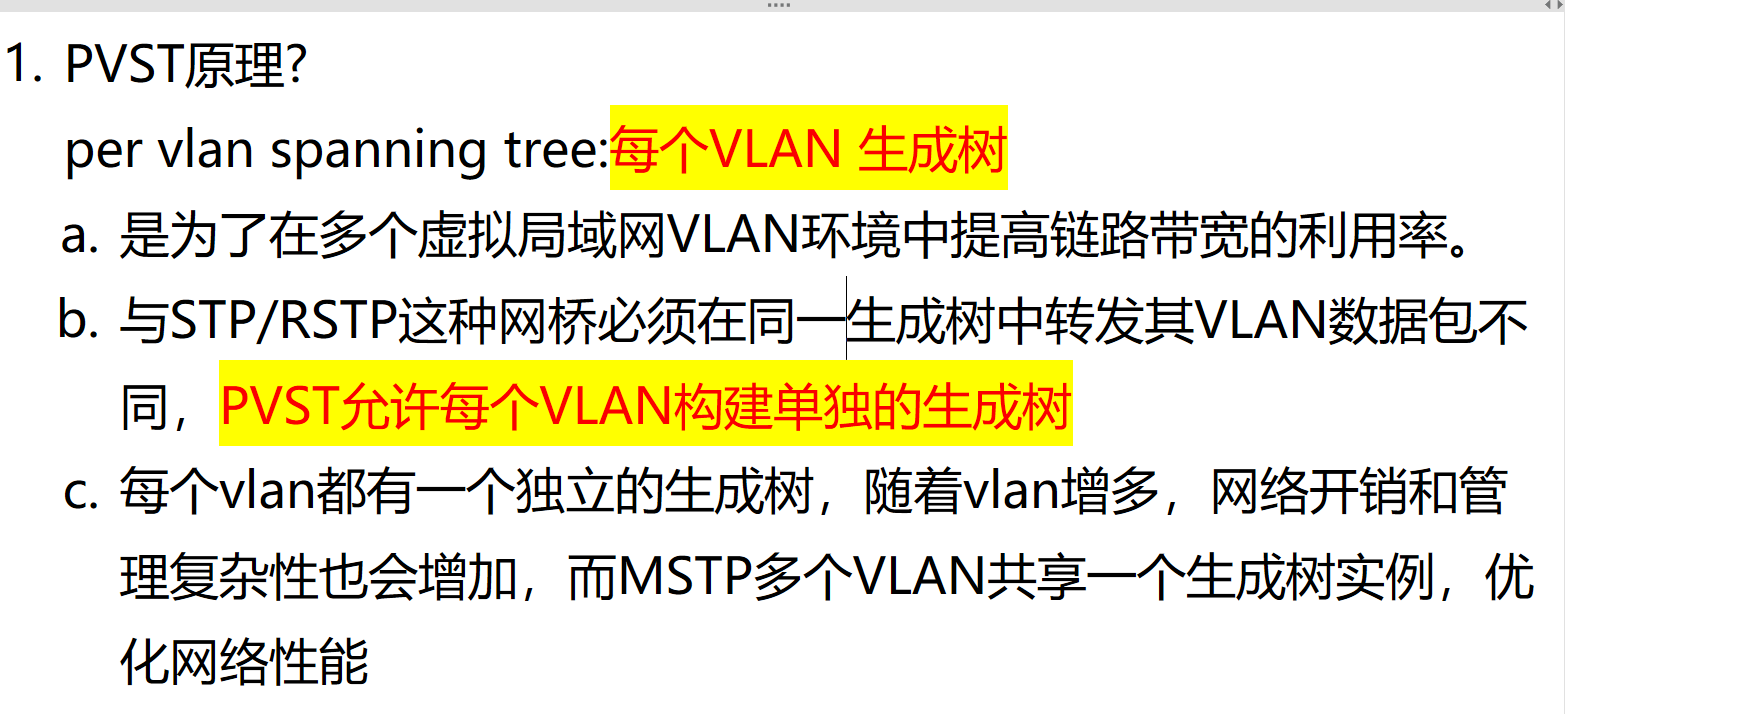 1. PVST原理?
per vlan spanning tree:每个VLAN 生成树
a. 是为了在多个虚拟局域网VLAN环境中提高链路带宽的利用率。
b. 与STP/RSTP这种网桥必须在同一生成树中转发其VLAN数据包不
同，PVST允许每个VLAN构建单独的生成树
c. 每个vlan都有一个独立的生成树，随着vlan增多，网络开销和管
理复杂性也会增加，而MSTP多个VLAN共享一个生成树实例，优
化网络性能